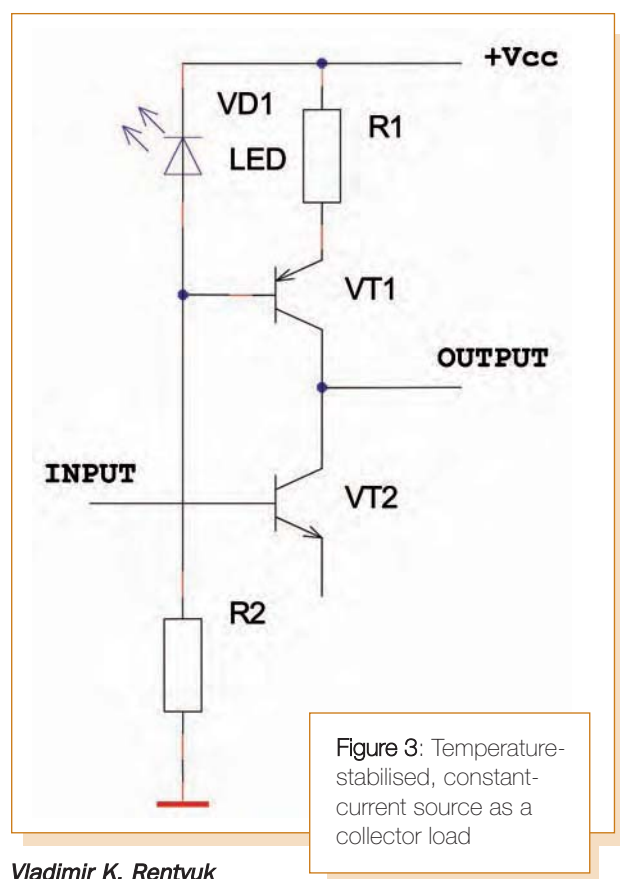 +Vcc
VD1
R1
LED
VT1
OUTPUT
INPUT
VT2
R2
Figure 3: Temperature-
stabilised, constant-
current source as a
collector load
Vladimir K. Rentyuk